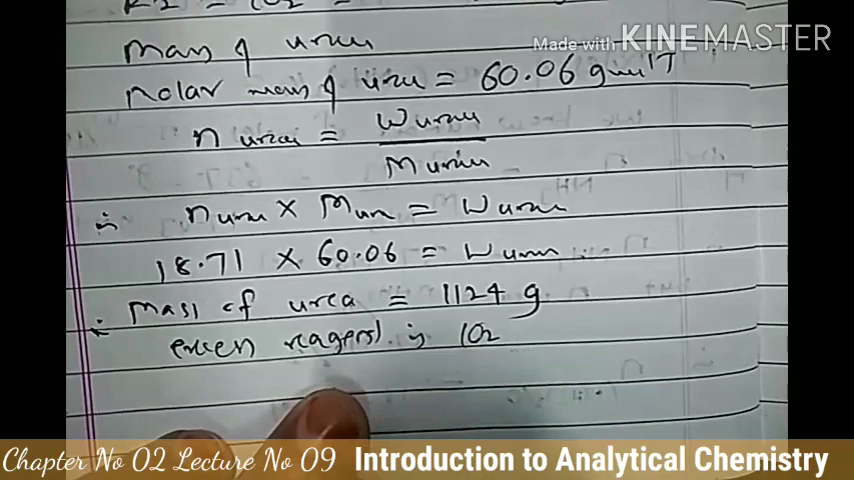 Made with KINEMASTER
Mass of urea
Molar mass of urea = 60.06 g mol⁻¹
n urea = W urea
M urea
∴ n urea × M urea = W urea
18.71 × 60.06 = W urea
∴ Mass of urea = 1124 g
excess reagent is CO2
Chapter No 02 Lecture No 09 Introduction to Analytical Chemistry